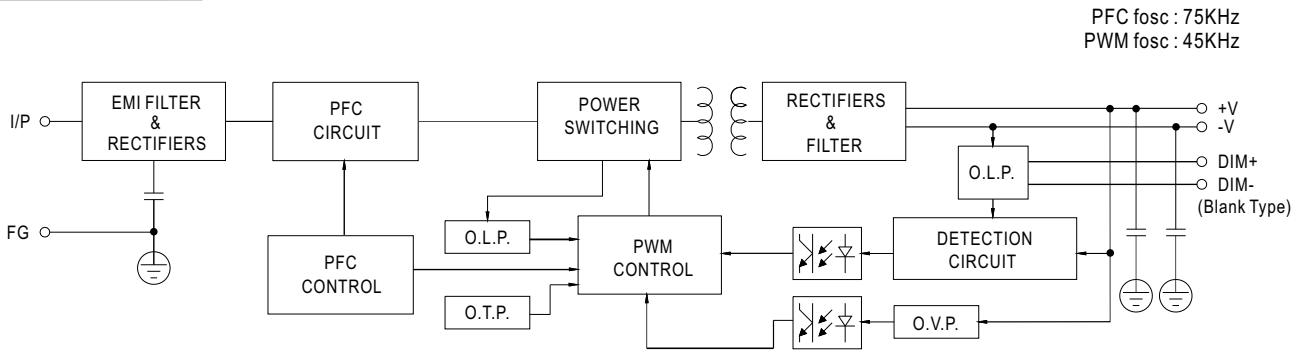 PFC fosc : 75KHz
PWM fosc : 45KHz
I/P
EMI FILTER
&
RECTIFIERS
PFC
CIRCUIT
POWER
SWITCHING
RECTIFIERS
&
FILTER
+V
-V
O.L.P.
DIM+
DIM-
(Blank Type)
FG
PFC
CONTROL
O.L.P.
O.T.P.
PWM
CONTROL
DETECTION
CIRCUIT
O.V.P.